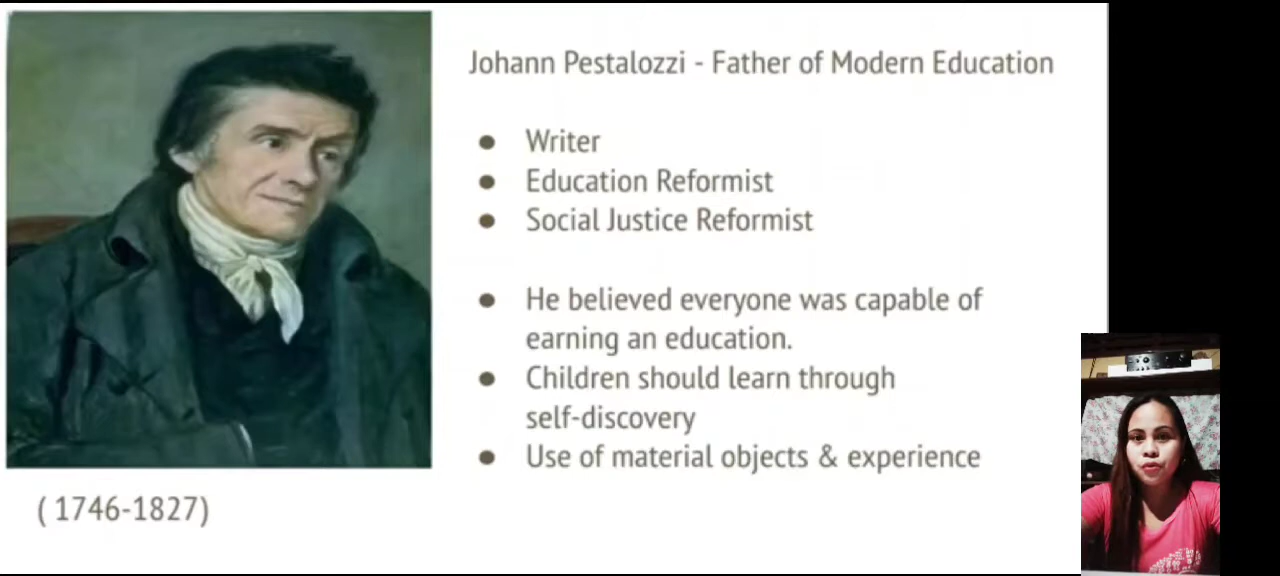 Johann Pestalozzi - Father of Modern Education
● Writer
● Education Reformist
● Social Justice Reformist
● He believed everyone was capable of
earning an education.
● Children should learn through
self-discovery
● Use of material objects & experience
( 1746-1827)